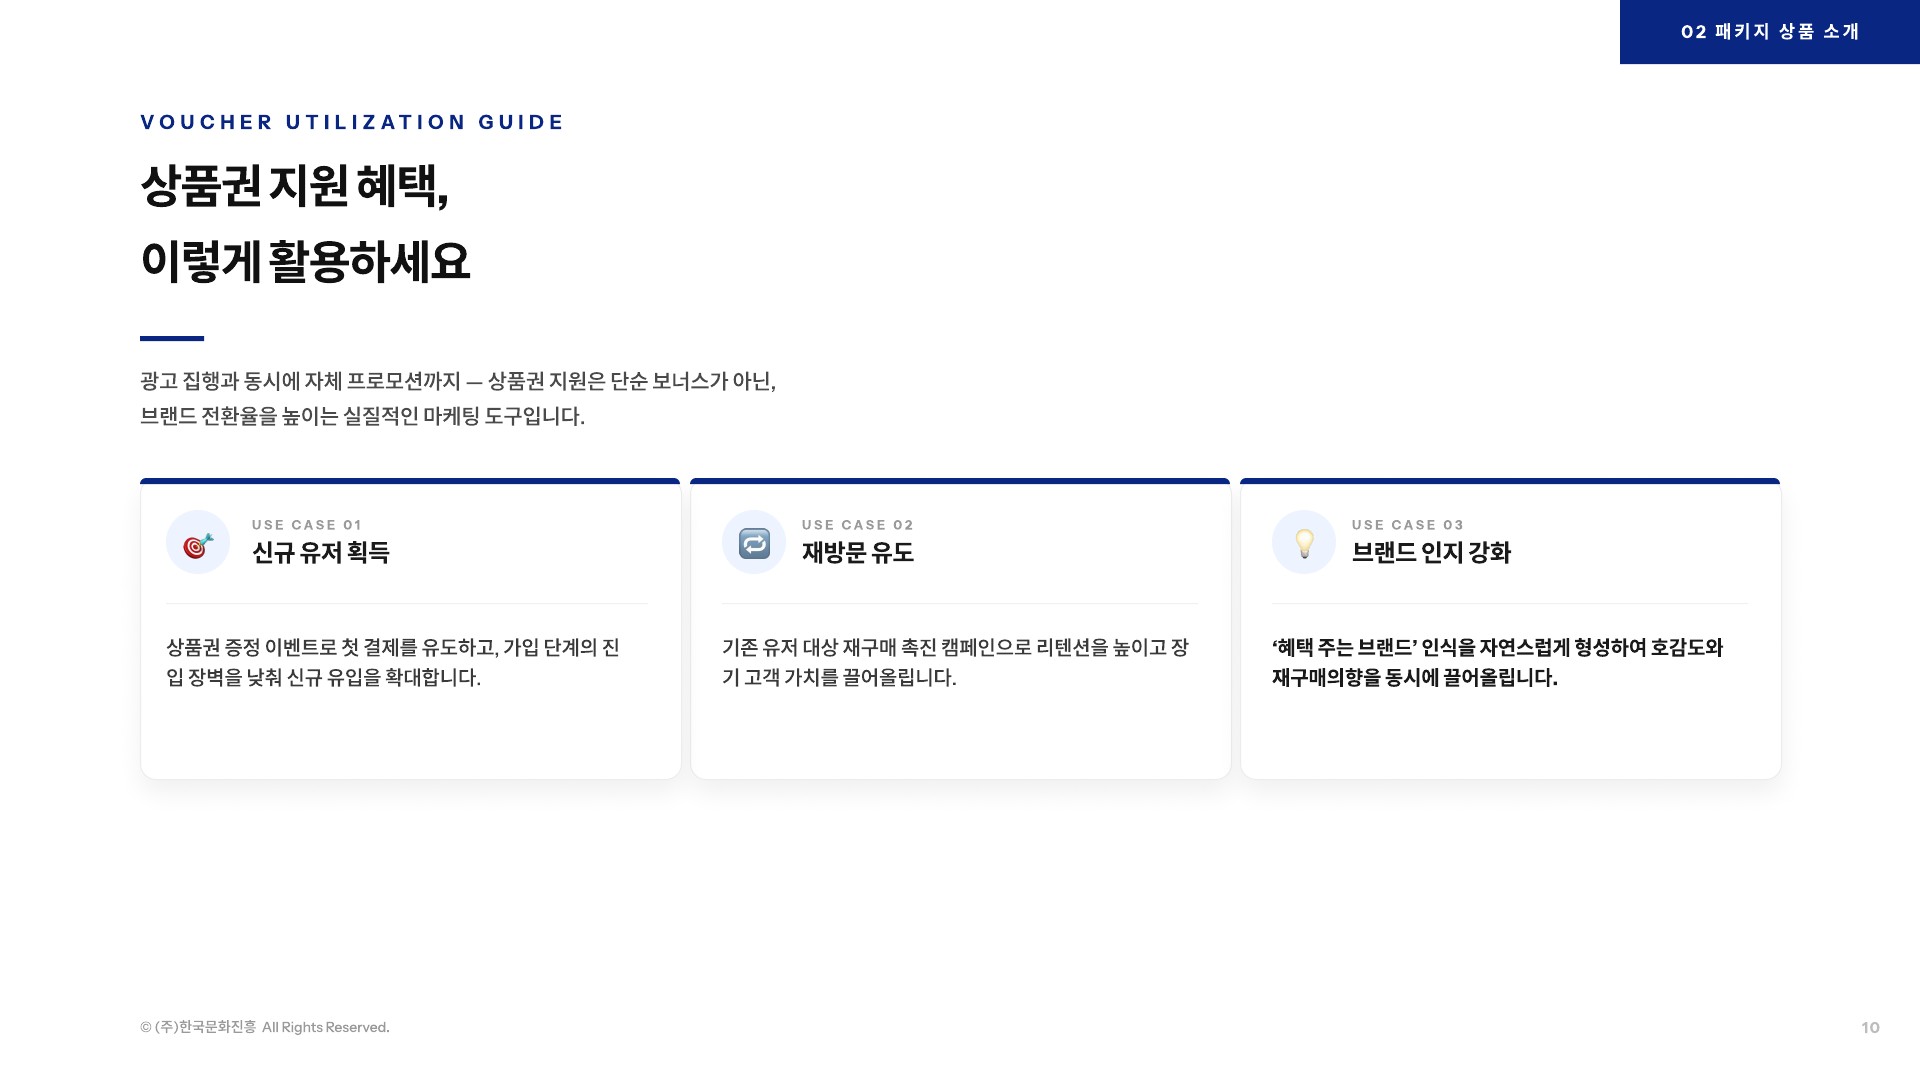 02 패키지 상품 소개
VOUCHER UTILIZATION GUIDE
상품권 지원 혜택,
이렇게 활용하세요
광고 집행과 동시에 자체 프로모션까지 — 상품권 지원은 단순 보너스가 아닌,
브랜드 전환율을 높이는 실질적인 마케팅 도구입니다.
USE CASE 01
신규 유저 획득
상품권 증정 이벤트로 첫 결제를 유도하고, 가입 단계의 진
입 장벽을 낮춰 신규 유입을 확대합니다.
USE CASE 02
재방문 유도
기존 유저 대상 재구매 촉진 캠페인으로 리텐션을 높이고 장
기 고객 가치를 끌어올립니다.
USE CASE 03
브랜드 인지 강화
‘혜택 주는 브랜드’ 인식을 자연스럽게 형성하여 호감도와
재구매의향을 동시에 끌어올립니다.
© (주)한국문화진흥 All Rights Reserved.
10